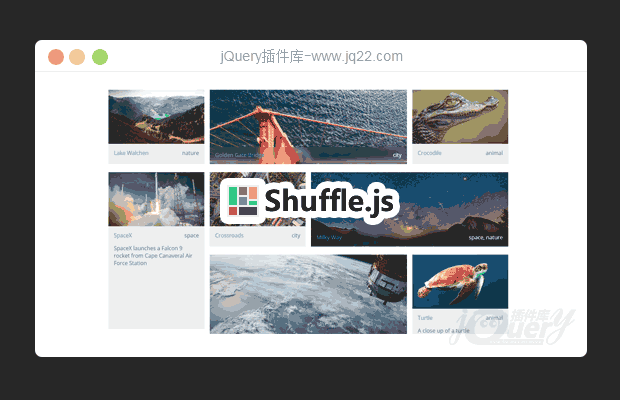 jQuery插件库-www.jq22.com
Lake Walchen
nature
Golden Gate Bridge
city
Crocodile
animal
Shuffle.js
SpaceX
space
SpaceX launches a Falcon 9
rocket from Cape Canaveral Air
Force Station
Crossroads
city
Milky Way
space, nature
Turtle
animal
A close up of a turtle
jQuery
插件库